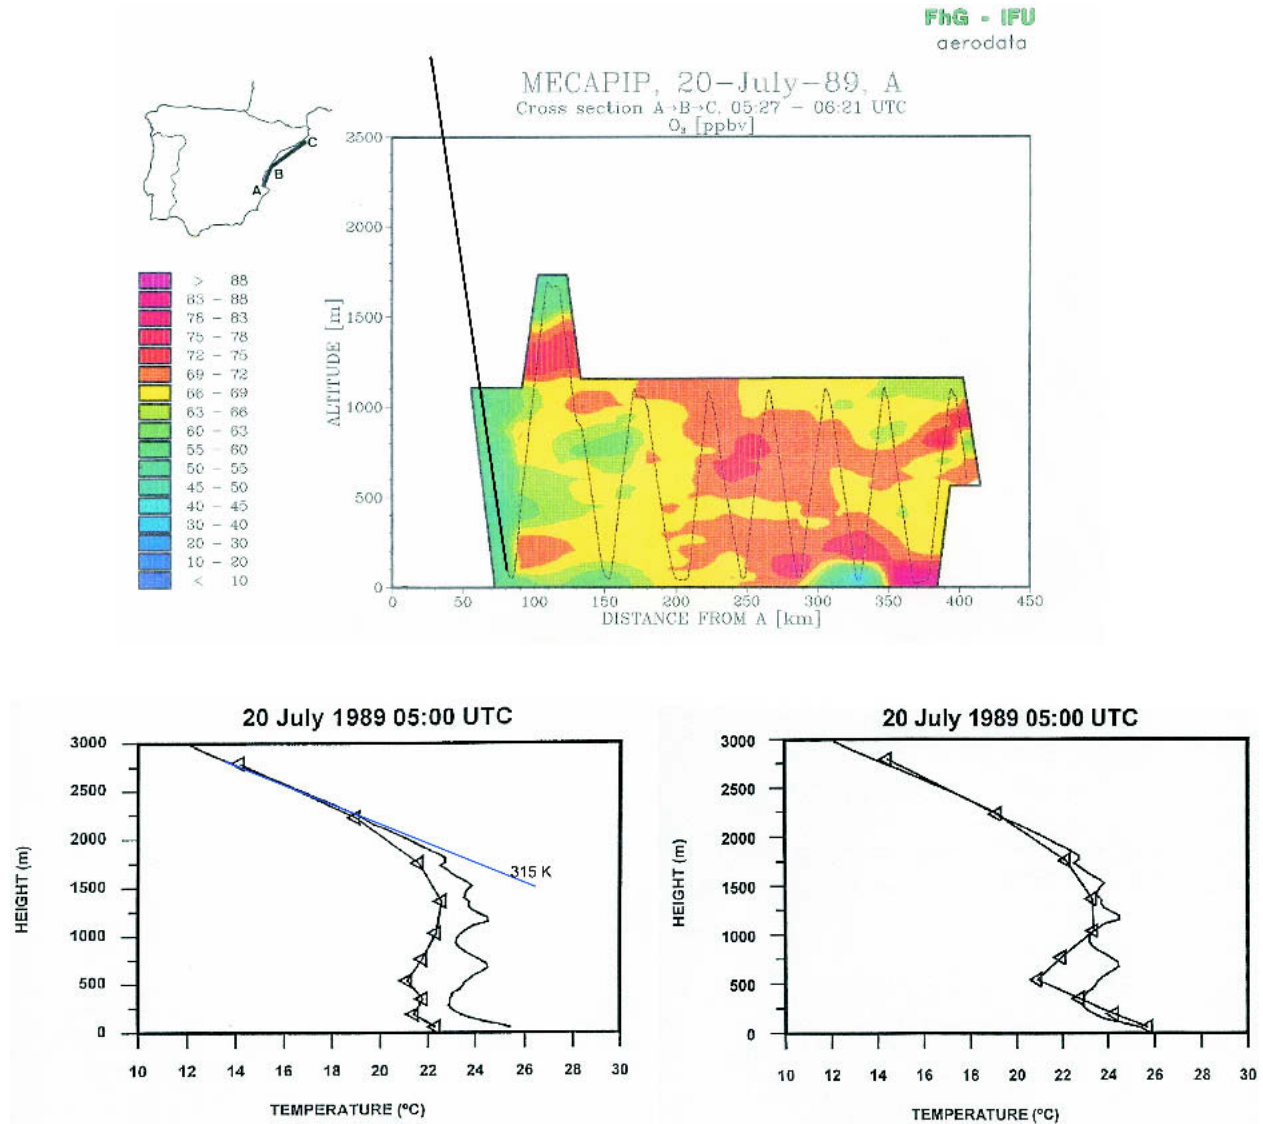 FhG - IFU
aerodata
MECAPIP, 20-July-89, A
Cross section A→B→C, 05:27 - 06:21 UTC
O₃ [ppbv]
C
B
A
> 88
83 - 88
78 - 83
75 - 78
72 - 75
69 - 72
66 - 69
63 - 66
60 - 63
55 - 60
50 - 55
45 - 50
40 - 45
30 - 40
20 - 30
10 - 20
< 10
ALTITUDE [m]
2500
2000
1500
1000
500
0
0 50 100 150 200 250 300 350 400 450
DISTANCE FROM A [km]
20 July 1989 05:00 UTC
HEIGHT (m)
3000
2500
2000
1500
1000
500
0
315 K
10 12 14 16 18 20 22 24 26 28 30
TEMPERATURE (ºC)
20 July 1989 05:00 UTC
HEIGHT (m)
3000
2500
2000
1500
1000
500
0
10 12 14 16 18 20 22 24 26 28 30
TEMPERATURE (ºC)